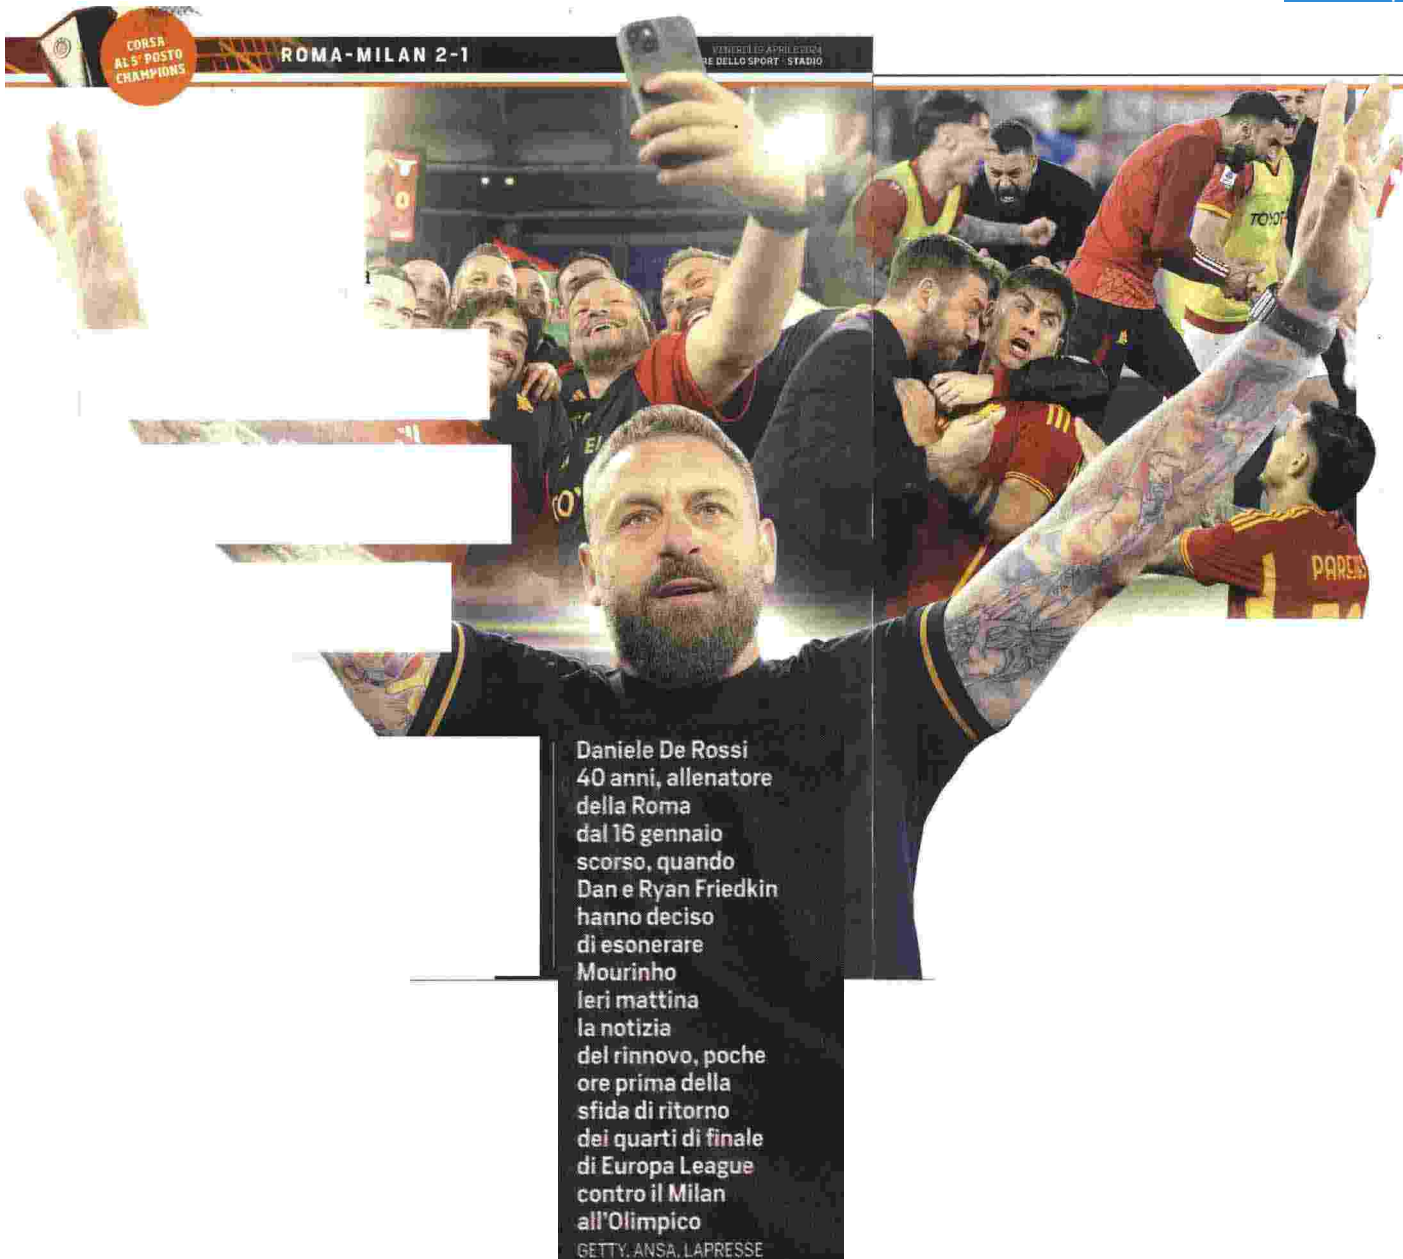 CORSA
AL 5° POSTO
CHAMPIONS
ROMA-MILAN 2-1
VENERDÌ 19 APRILE 2024
RE DELLO SPORT - STADIO
TOYOT
PAREDES
Daniele De Rossi
40 anni, allenatore
della Roma
dal 16 gennaio
scorso, quando
Dan e Ryan Friedkin
hanno deciso
di esonerare
Mourinho
Ieri mattina
la notizia
del rinnovo, poche
ore prima della
sfida di ritorno
dei quarti di finale
di Europa League
contro il Milan
all'Olimpico
GETTY, ANSA, LAPRESSE